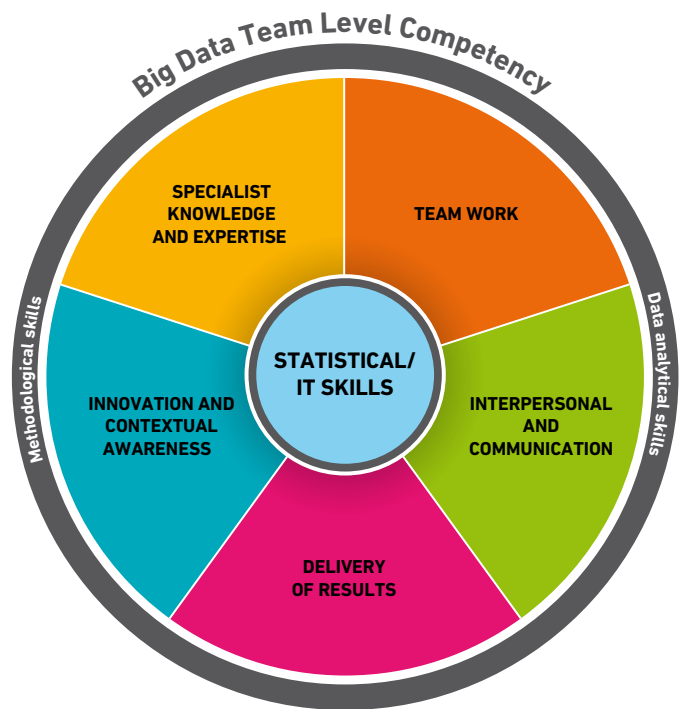 Big Data Team Level Competency
SPECIALIST
KNOWLEDGE
AND EXPERTISE
TEAM WORK
Methodological skills
Data analytical skills
STATISTICAL/
IT SKILLS
INNOVATION AND
CONTEXTUAL
AWARENESS
INTERPERSONAL
AND
COMMUNICATION
DELIVERY
OF RESULTS